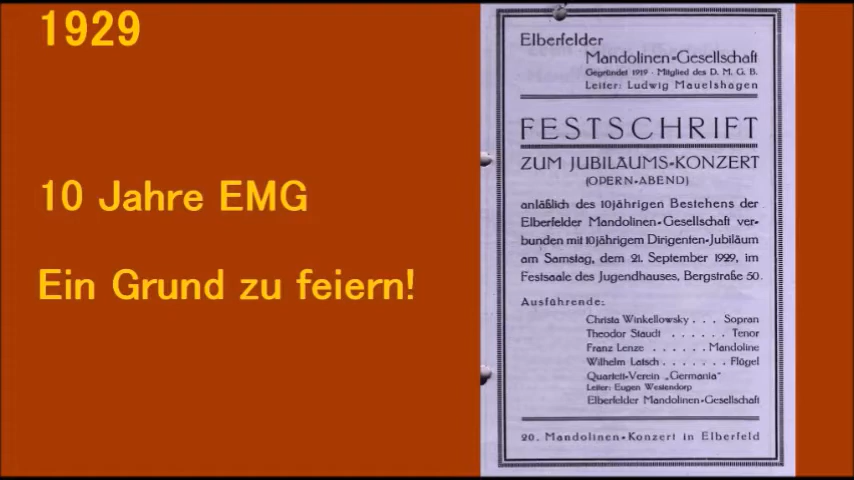 1929
10 Jahre EMG
Ein Grund zu feiern!
Elberfelder
Mandolinen=Gesellschaft
Gegründet 1919 · Mitglied des D. M. G. B.
Leiter: Ludwig Mauelshagen
FESTSCHRIFT
ZUM JUBILÄUMS=KONZERT
(OPERN=ABEND)
anläßlich des 10jährigen Bestehens der
Elberfelder Mandolinen=Gesellschaft ver=
bunden mit 10jährigem Dirigenten=Jubiläum
am Samstag, dem 21. September 1929, im
Festsaale des Jugendhauses, Bergstraße 50.
Ausführende:
Christa Winkellowsky . . . Sopran
Theodor Staudt . . . . . . Tenor
Franz Lenze . . . . . . Mandoline
Wilhelm Latsch . . . . . . . Flügel
Quartett=Verein „Germania“
Leiter: Eugen Westendorp
Elberfelder Mandolinen=Gesellschaft
20. Mandolinen=Konzert in Elberfeld